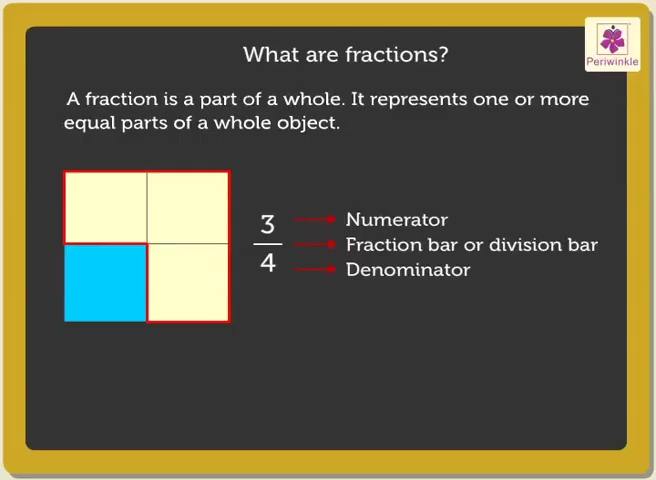 What are fractions?
Periwinkle
A fraction is a part of a whole. It represents one or more
equal parts of a whole object.
3
4
Numerator
Fraction bar or division bar
Denominator